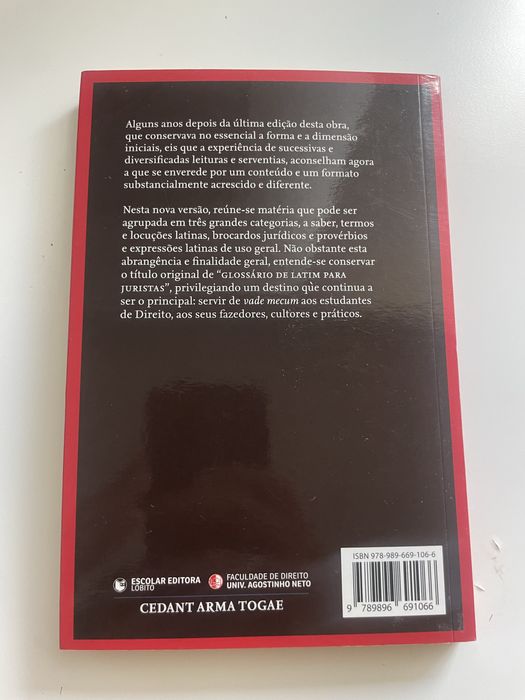 Alguns anos depois da última edição desta obra,
que conservava no essencial a forma e a dimensão
iniciais, eis que a experiência de sucessivas e
diversificadas leituras e serventias, aconselham agora
a que se enverede por um conteúdo e um formato
substancialmente acrescido e diferente.
Nesta nova versão, reúne-se matéria que pode ser
agrupada em três grandes categorias, a saber, termos
e locuções latinas, brocardos jurídicos e provérbios
e expressões latinas de uso geral. Não obstante esta
abrangência e finalidade geral, entende-se conservar
o título original de “GLOSSÁRIO DE LATIM PARA
JURISTAS”, privilegiando um destino que continua a
ser o principal: servir de vade mecum aos estudantes
de Direito, aos seus fazedores, cultores e práticos.
ISBN 978-989-669-106-6
ESCOLAR EDITORA
LOBITO
FACULDADE DE DIREITO
UNIV. AGOSTINHO NETO
CEDANT ARMA TOGAE
9 789896 691066